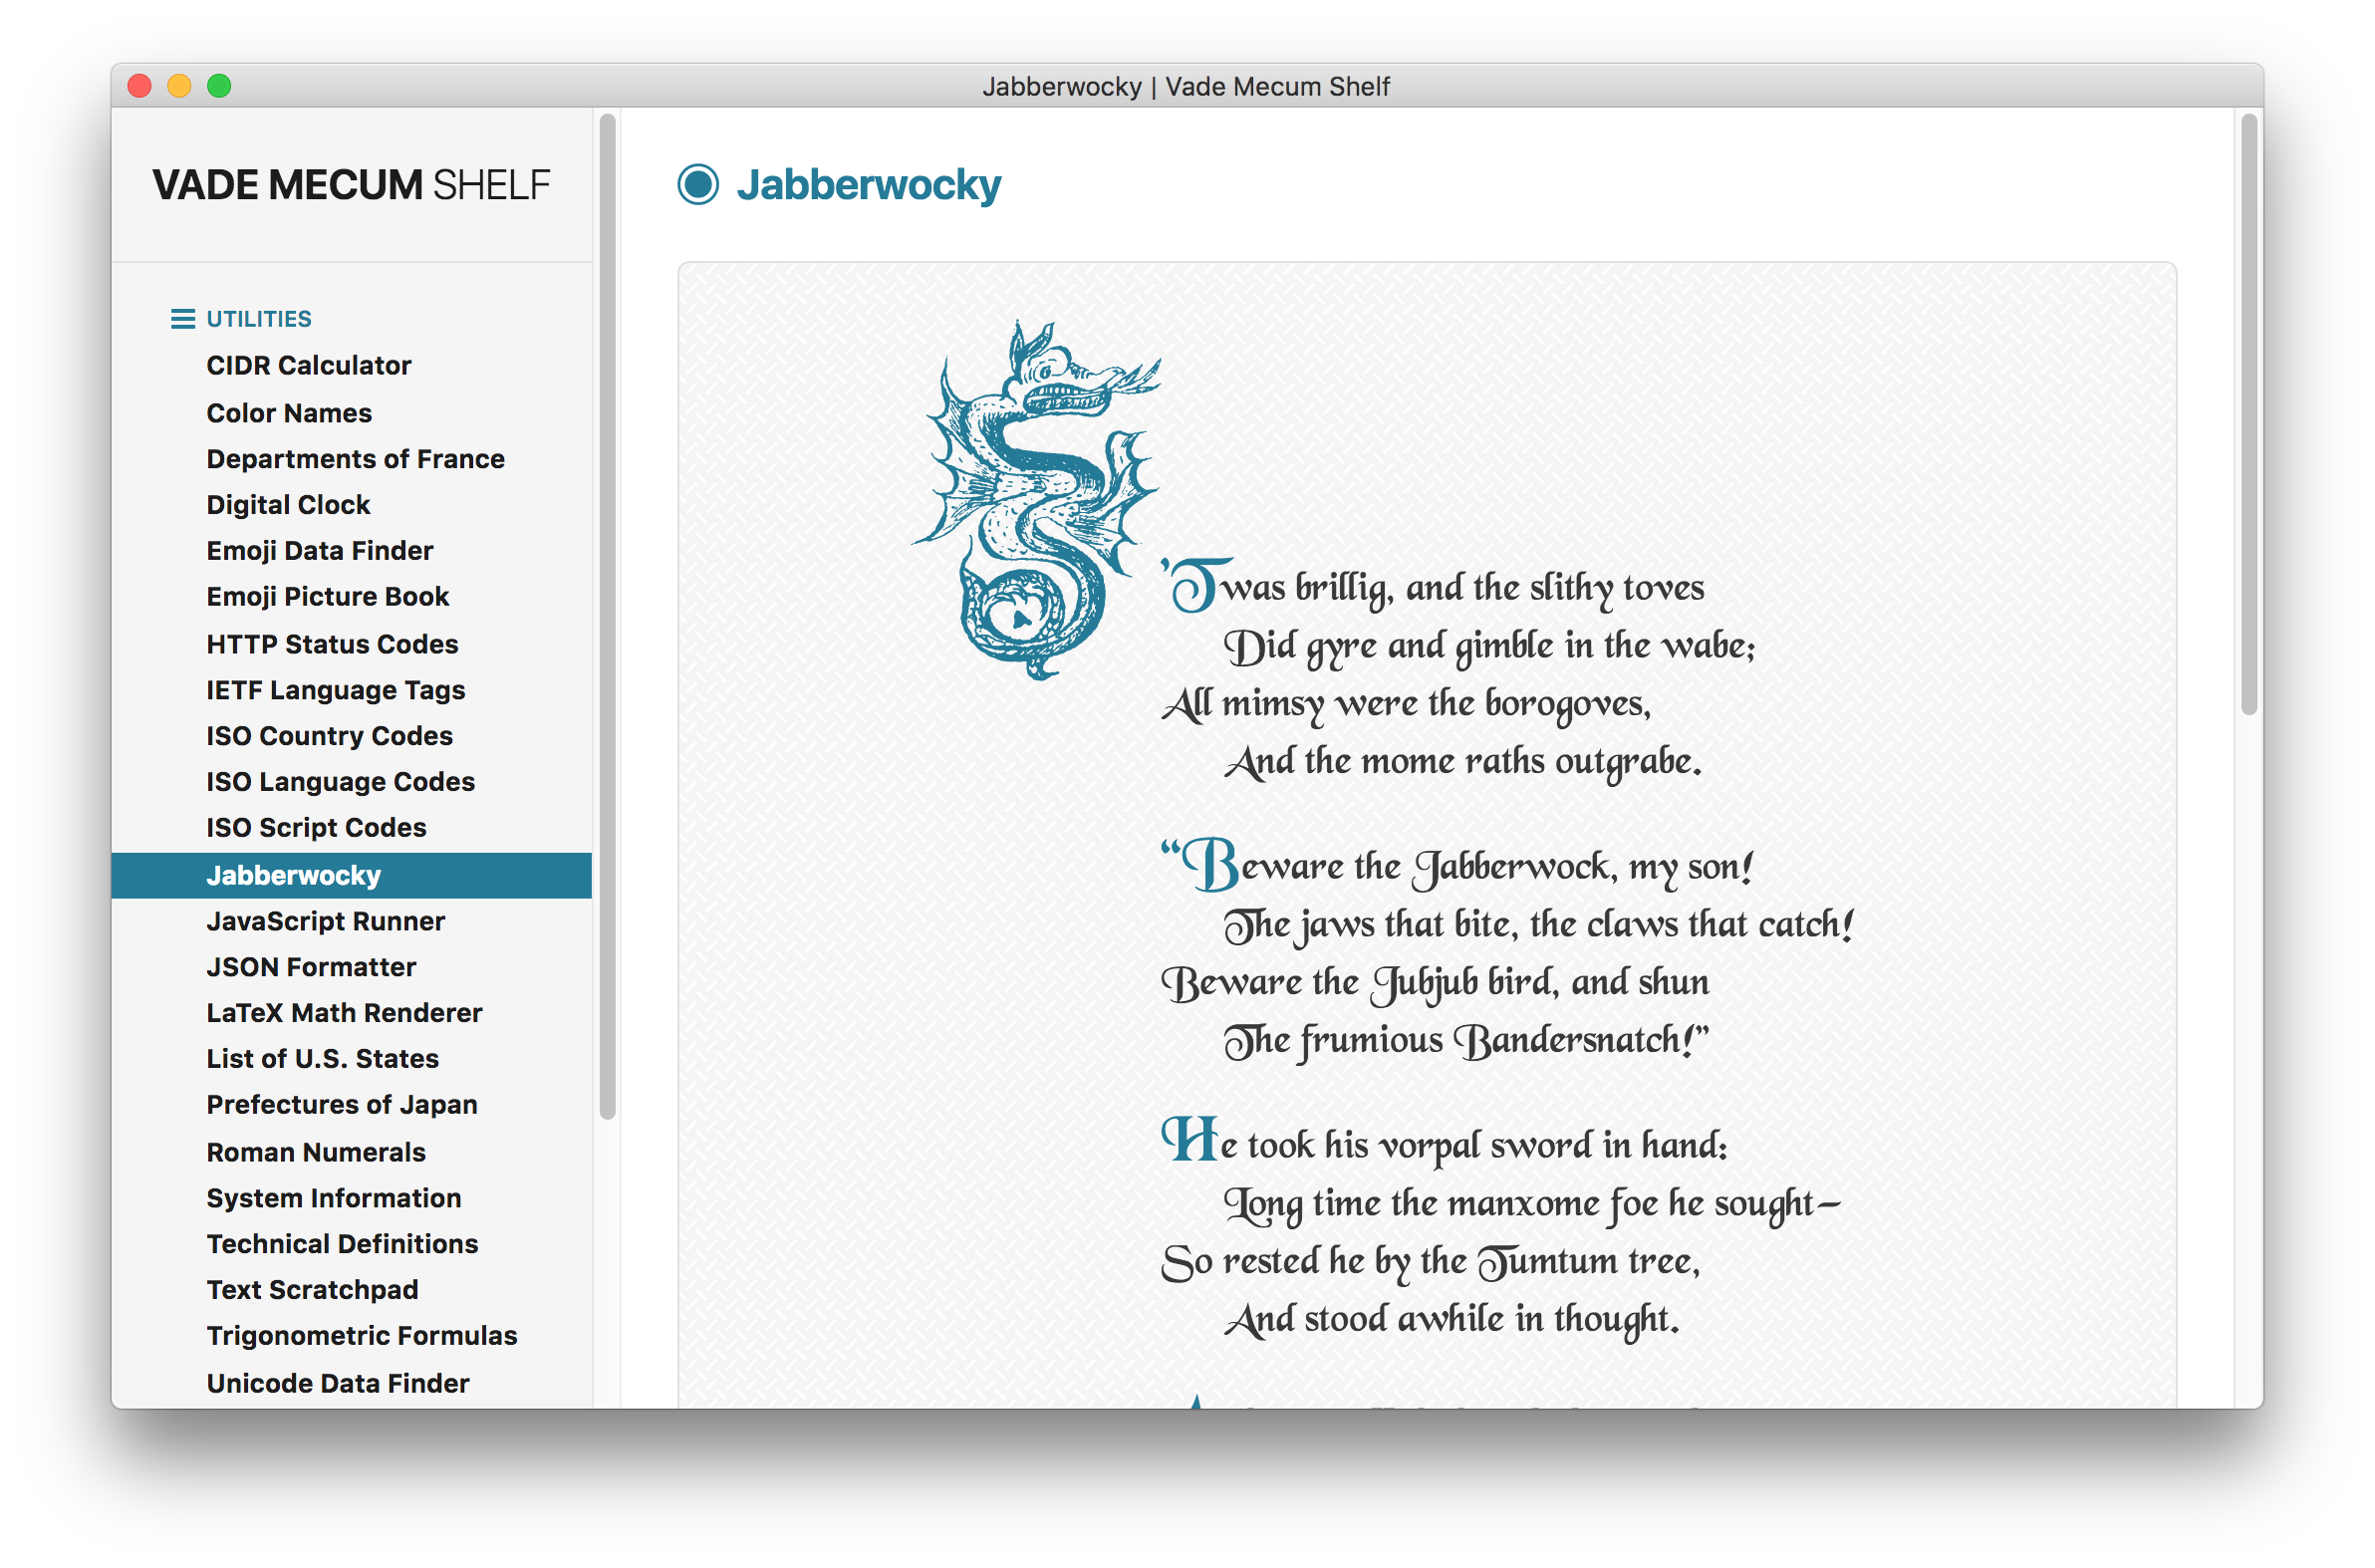 Jabberwocky | Vade Mecum Shelf
VADE MECUM SHELF
UTILITIES
CIDR Calculator
Color Names
Departments of France
Digital Clock
Emoji Data Finder
Emoji Picture Book
HTTP Status Codes
IETF Language Tags
ISO Country Codes
ISO Language Codes
ISO Script Codes
Jabberwocky
JavaScript Runner
JSON Formatter
LaTeX Math Renderer
List of U.S. States
Prefectures of Japan
Roman Numerals
System Information
Technical Definitions
Text Scratchpad
Trigonometric Formulas
Unicode Data Finder
Jabberwocky
’Twas brillig, and the slithy toves
Did gyre and gimble in the wabe;
All mimsy were the borogoves,
And the mome raths outgrabe.
“Beware the Jabberwock, my son!
The jaws that bite, the claws that catch!
Beware the Jubjub bird, and shun
The frumious Bandersnatch!”
He took his vorpal sword in hand:
Long time the manxome foe he sought—
So rested he by the Tumtum tree,
And stood awhile in thought.